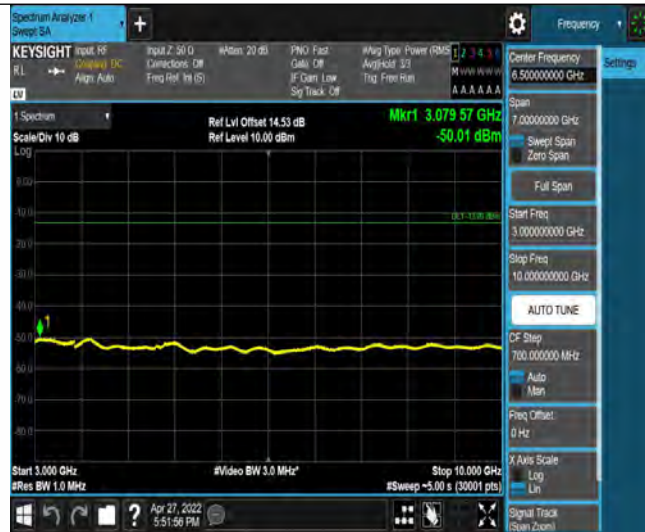 Spectrum Analyzer 1
Swept SA
+
Frequency
KEYSIGHT Input: RF
RL
Coupling: DC
Align: Auto
Input Z: 50 Ω
Corrections: Off
Freq Ref: Int (S)
#Atten: 20 dB
PNO: Fast
Gate: Off
IF Gain: Low
Sig Track: Off
#Avg Type: Power (RMS
Avg|Hold: 3/3
Trig: Free Run
1 2 3 4 5 6
M W W W W W
A A A A A A
LV
1 Spectrum
Scale/Div 10 dB
Log
Ref Lvl Offset 14.53 dB
Ref Level 10.00 dBm
Mkr1 3.079 57 GHz
-50.01 dBm
0.00
-10.0
-20.0
-30.0
-40.0
-50.0
-60.0
-70.0
-80.0
1
Start 3.000 GHz
#Res BW 1.0 MHz
#Video BW 3.0 MHz*
Stop 10.000 GHz
#Sweep ~5.00 s (30001 pts)
Center Frequency
6.500000000 GHz
Settings
Span
7.00000000 GHz
Swept Span
Zero Span
Full Span
Start Freq
3.000000000 GHz
Stop Freq
10.000000000 GHz
AUTO TUNE
CF Step
700.000000 MHz
Auto
Man
Freq Offset
0 Hz
X Axis Scale
Log
Lin
Signal Track
(Span Zoom)
?
Apr 27, 2022
5:51:56 PM